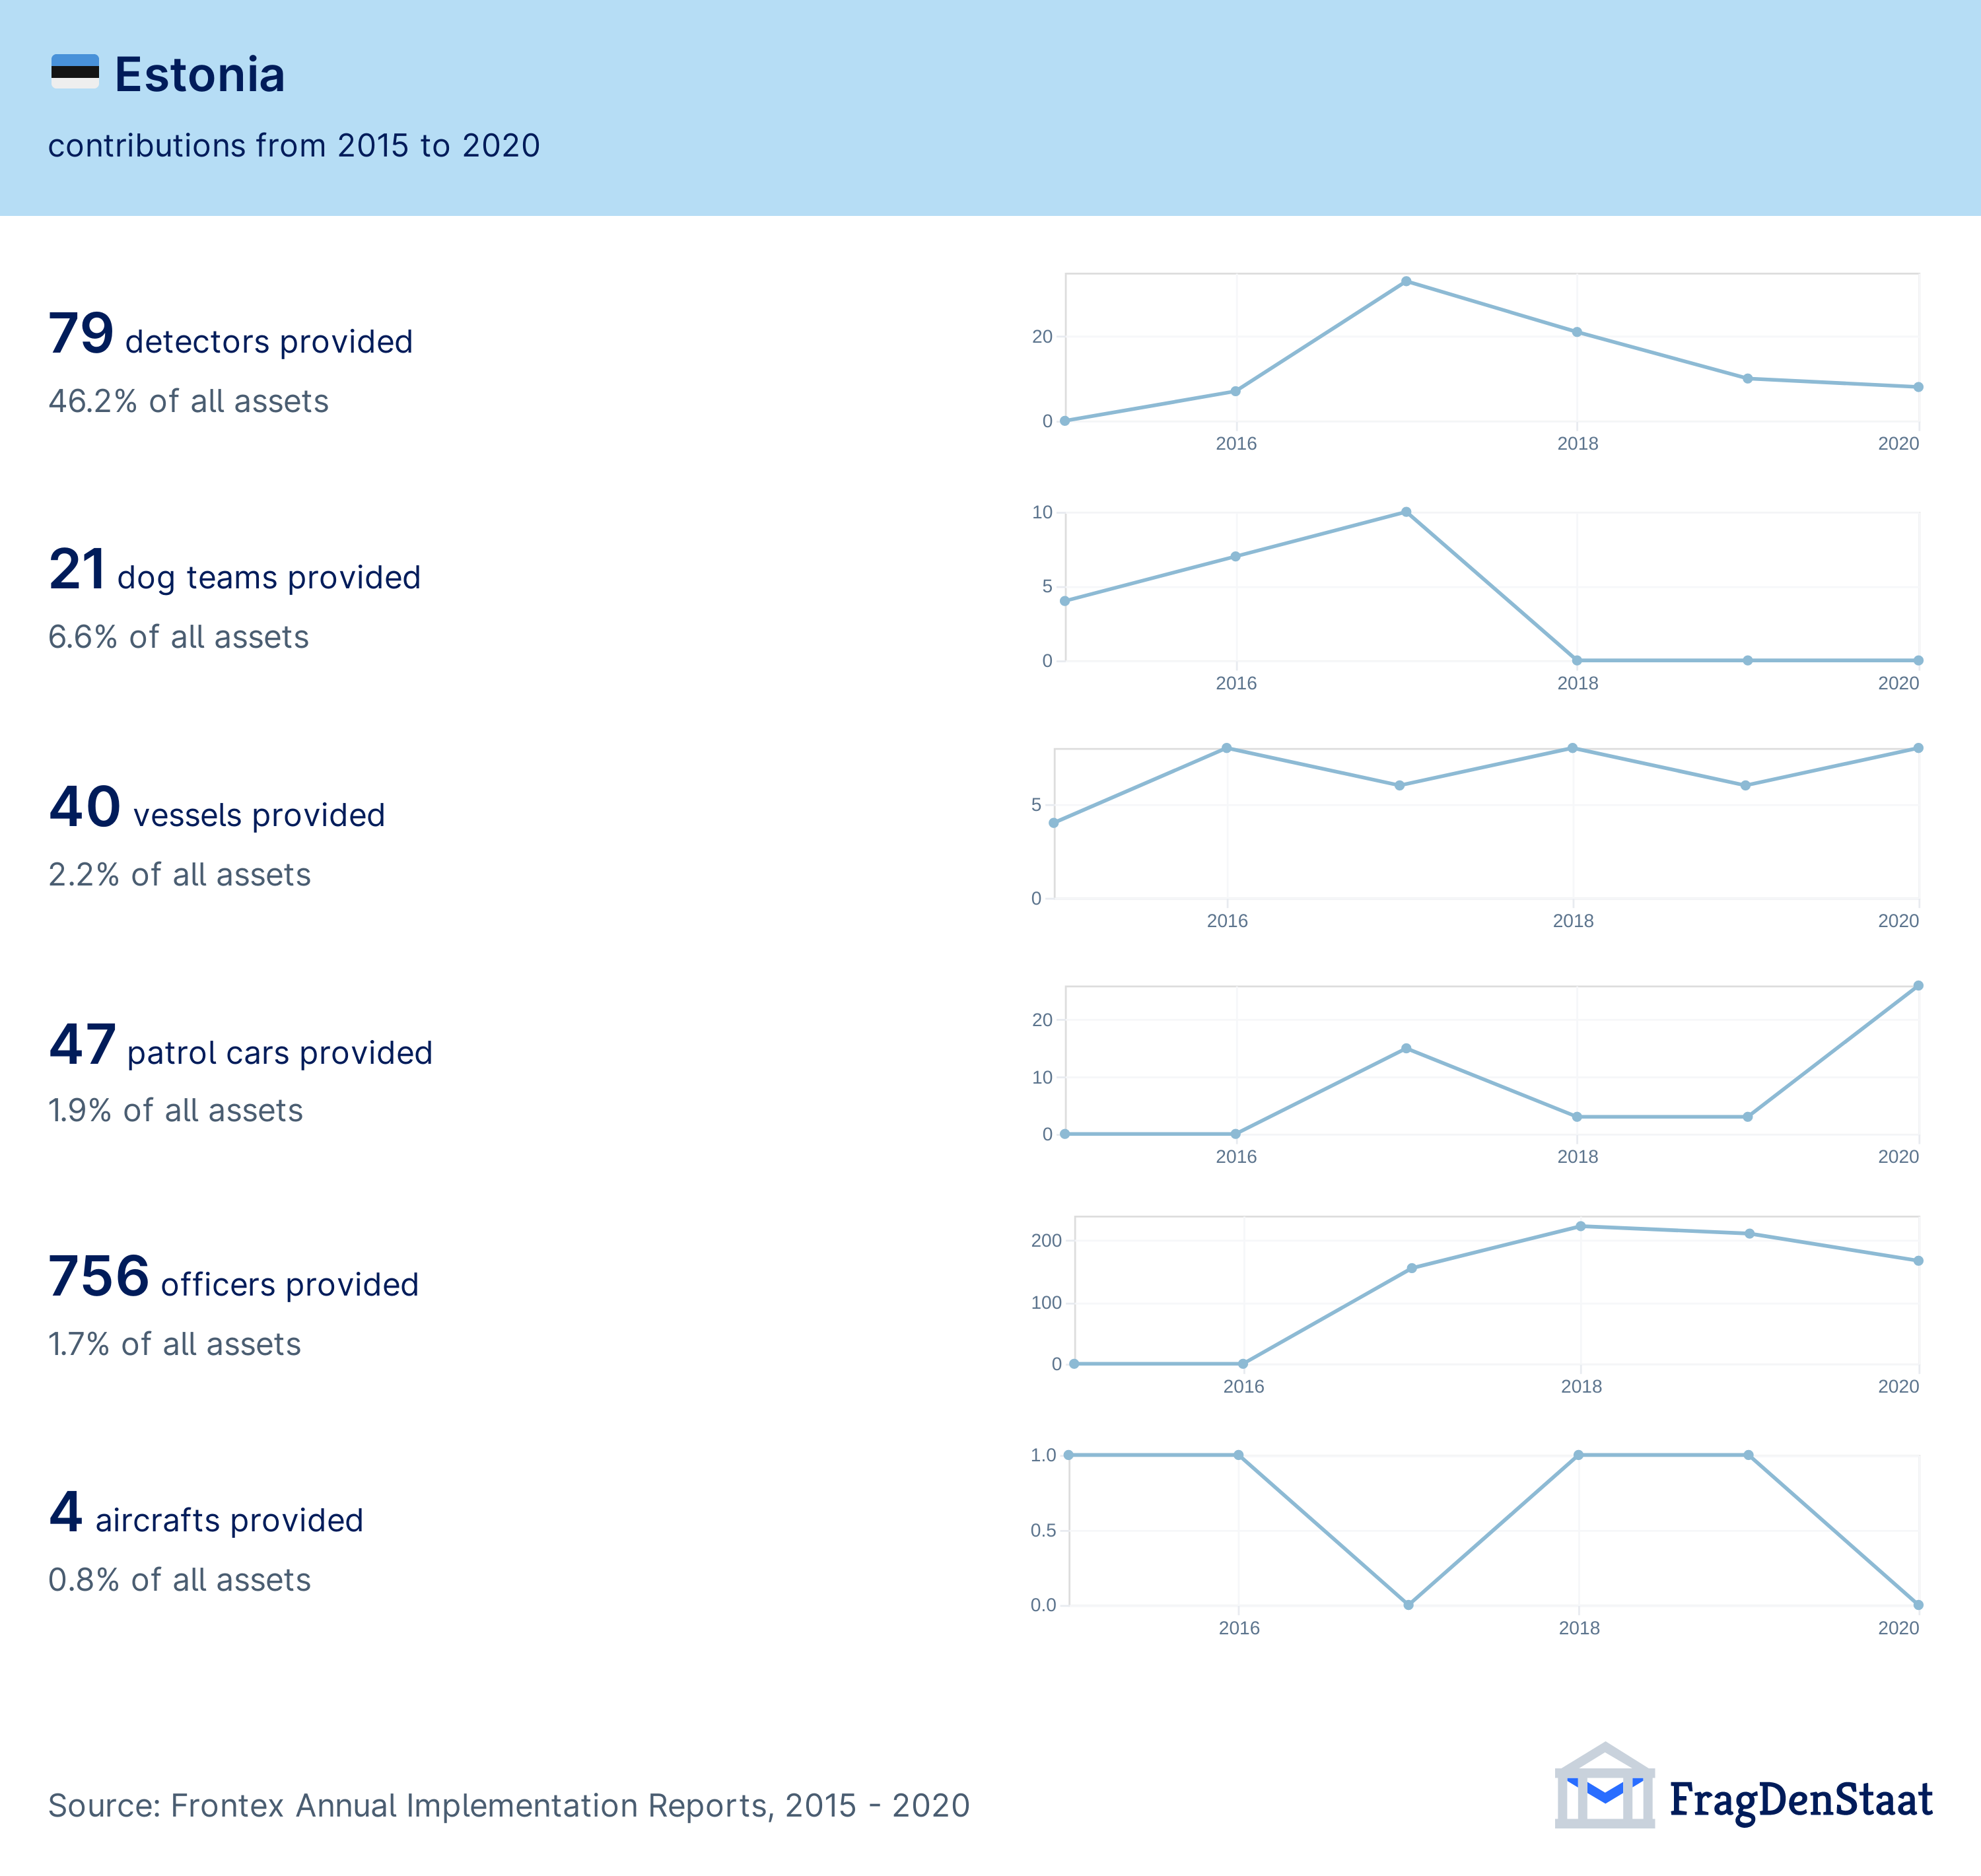 Estonia
contributions from 2015 to 2020
79 detectors provided
46.2% of all assets
20
0
2016
2018
2020
21 dog teams provided
6.6% of all assets
10
5
0
2016
2018
2020
40 vessels provided
2.2% of all assets
5
0
2016
2018
2020
47 patrol cars provided
1.9% of all assets
20
10
0
2016
2018
2020
756 officers provided
1.7% of all assets
200
100
0
2016
2018
2020
4 aircrafts provided
0.8% of all assets
1.0
0.5
0.0
2016
2018
2020
Source: Frontex Annual Implementation Reports, 2015 - 2020
FragDenStaat